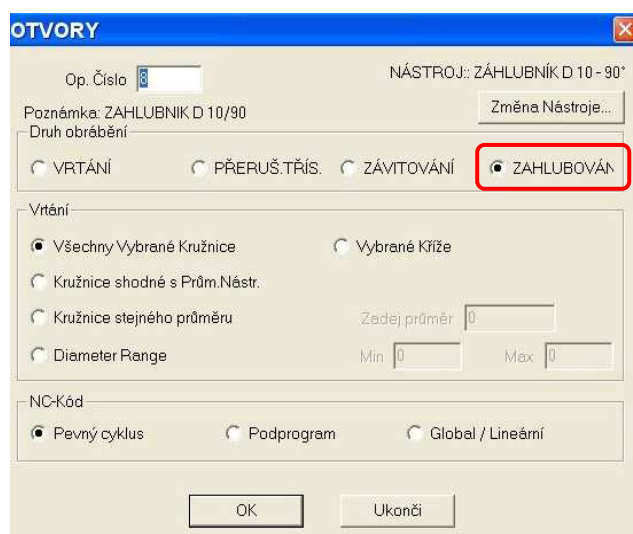 OTVORY
Op. Číslo 8
NÁSTROJ:: ZÁHLUBNÍK D 10 - 90°
Poznámka: ZAHLUBNIK D 10/90
Změna Nástroje...
Druh obrábění
VRTÁNÍ PŘERUŠ.TŘÍS. ZÁVITOVÁNÍ ZAHLUBOVÁN
Vrtání
Všechny Vybrané Kružnice Vybrané Kříže
Kružnice shodné s Prům.Nástr.
Kružnice stejného průměru Zadej průměr 0
Diameter Range Min 0 Max 0
NC-Kód
Pevný cyklus Podprogram Global / Lineární
OK Ukonči